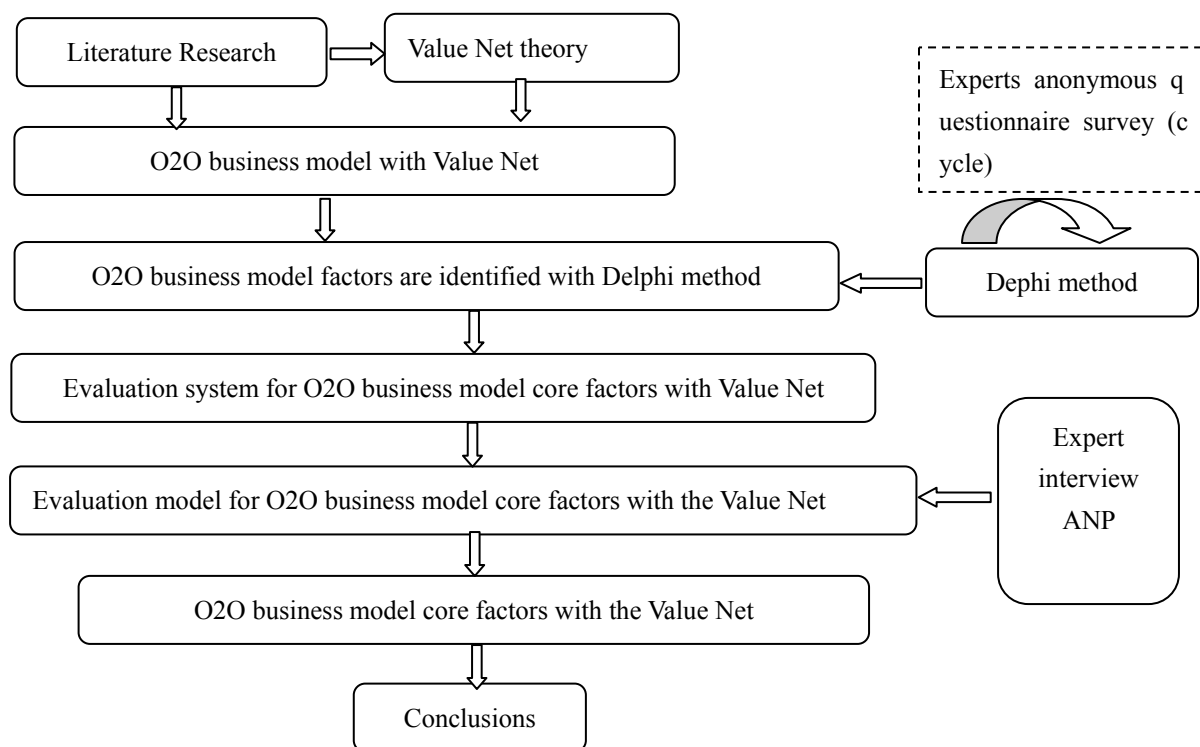 Literature Research
Value Net theory
Experts anonymous q
uestionnaire survey (c
ycle)
O2O business model with Value Net
O2O business model factors are identified with Delphi method
Dephi method
Evaluation system for O2O business model core factors with Value Net
Expert
interview
ANP
Evaluation model for O2O business model core factors with the Value Net
O2O business model core factors with the Value Net
Conclusions